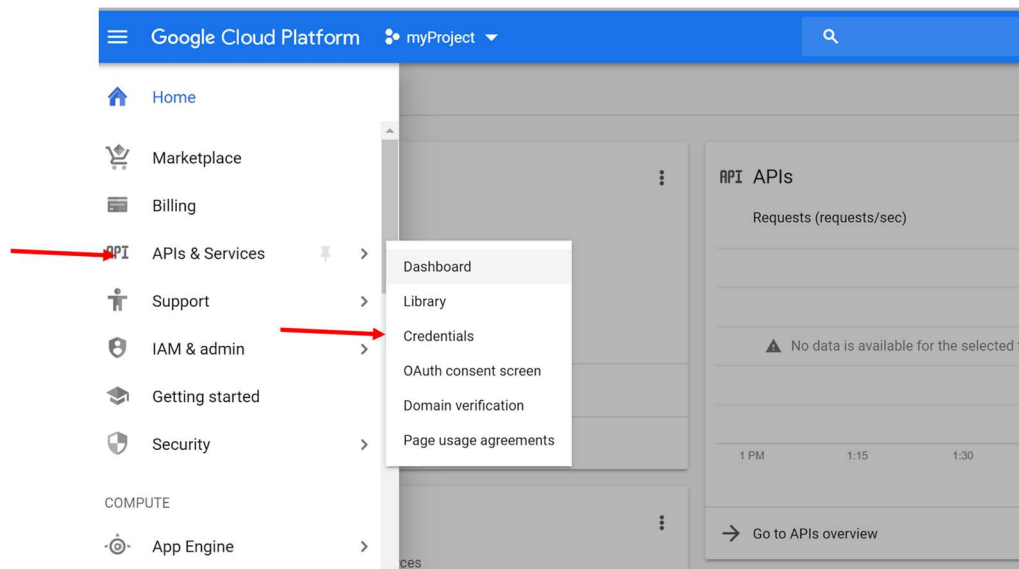 Google Cloud Platform
myProject
Home
Marketplace
Billing
API
APIs & Services
Support
IAM & admin
Getting started
Security
COMPUTE
App Engine
Dashboard
Library
Credentials
OAuth consent screen
Domain verification
Page usage agreements
API APIs
Requests (requests/sec)
No data is available for the selected
1 PM 1:15 1:30
Go to APIs overview
ces